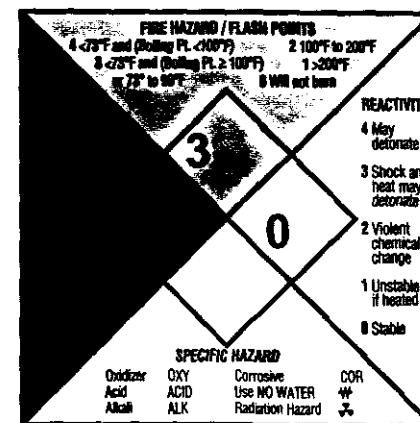 FIRE HAZARD / FLASH POINTS
4 <73°F and (Boiling Pt. <100°F)
2 100°F to 200°F
3 <73°F and (Boiling Pt. ≥ 100°F)
1 >200°F
or 73° to 99°F
0 Will not burn
REACTIVIT
4 May
detonate
3 Shock an
heat may
detonate
2 Violent
chemical
change
1 Unstable
if heated
0 Stable
3
0
SPECIFIC HAZARD
Oxidizer OXY
Acid ACID
Alkali ALK
Corrosive COR
Use NO WATER W
Radiation Hazard